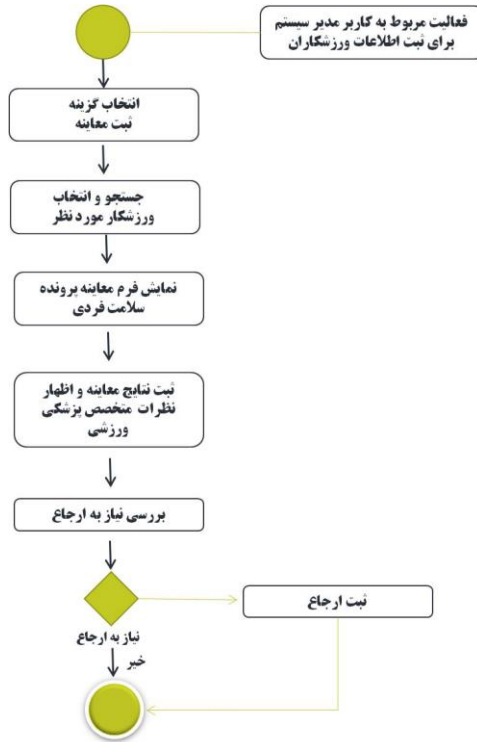 فعالیت مربوط به کاربر مدیر سیستم
برای ثبت اطلاعات ورزشکاران
انتخاب گزینه
ثبت معاینه
جستجو و انتخاب
ورزشکار مورد نظر
نمایش فرم معاینه پرونده
سلامت فردی
ثبت نتایج معاینه و اظهار
نظرات متخصص پزشکی
ورزشی
بررسی نیاز به ارجاع
ثبت ارجاع
نیاز به ارجاع
خیر